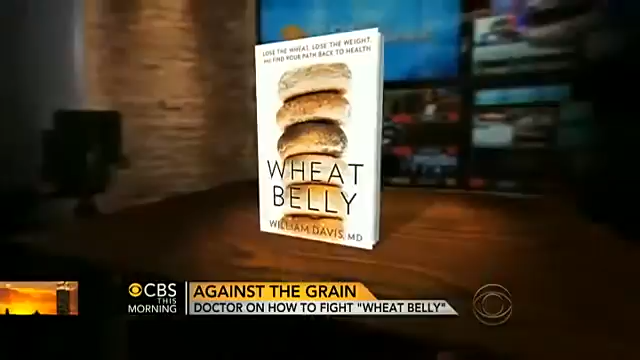 LOSE THE WHEAT, LOSE THE WEIGHT,
AND FIND YOUR PATH BACK TO HEALTH
WHEAT
BELLY
WILLIAM DAVIS, MD
CBS
THIS
MORNING
AGAINST THE GRAIN
DOCTOR ON HOW TO FIGHT "WHEAT BELLY"